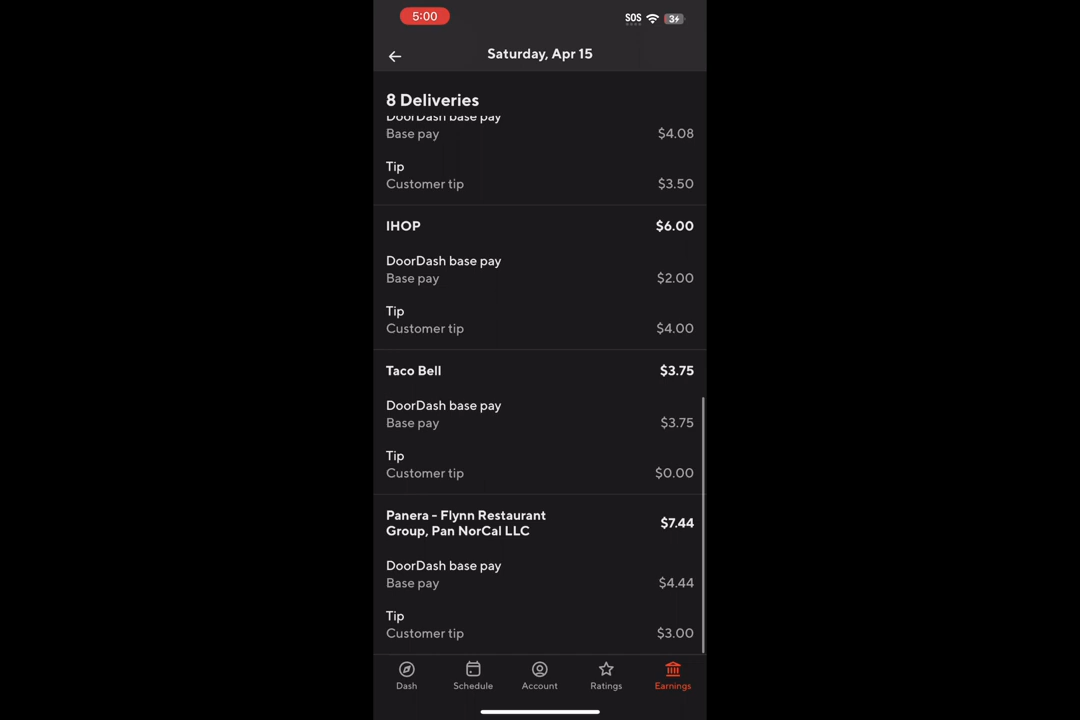 5:00
SOS
3
Saturday, Apr 15
8 Deliveries
DoorDash base pay
Base pay $4.08
Tip
Customer tip $3.50
IHOP $6.00
DoorDash base pay
Base pay $2.00
Tip
Customer tip $4.00
Taco Bell $3.75
DoorDash base pay
Base pay $3.75
Tip
Customer tip $0.00
Panera - Flynn Restaurant
Group, Pan NorCal LLC $7.44
DoorDash base pay
Base pay $4.44
Tip
Customer tip $3.00
Dash Schedule Account Ratings Earnings